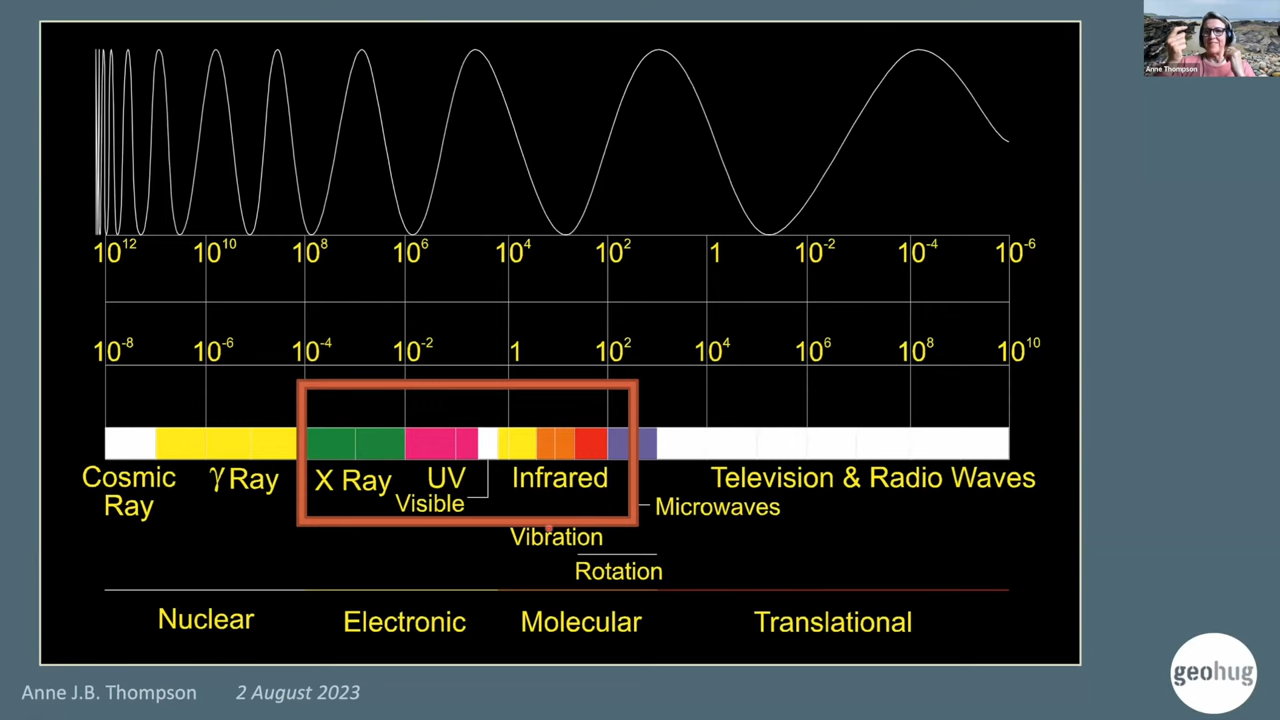 Anne Thompson
10¹² 10¹⁰ 10⁸ 10⁶ 10⁴ 10² 1 10⁻² 10⁻⁴ 10⁻⁶
10⁻⁸ 10⁻⁶ 10⁻⁴ 10⁻² 1 10² 10⁴ 10⁶ 10⁸ 10¹⁰
Cosmic Ray
γ Ray
X Ray
UV
Visible
Infrared
Microwaves
Television & Radio Waves
Vibration
Rotation
Nuclear Electronic Molecular Translational
Anne J.B. Thompson 2 August 2023
geohug